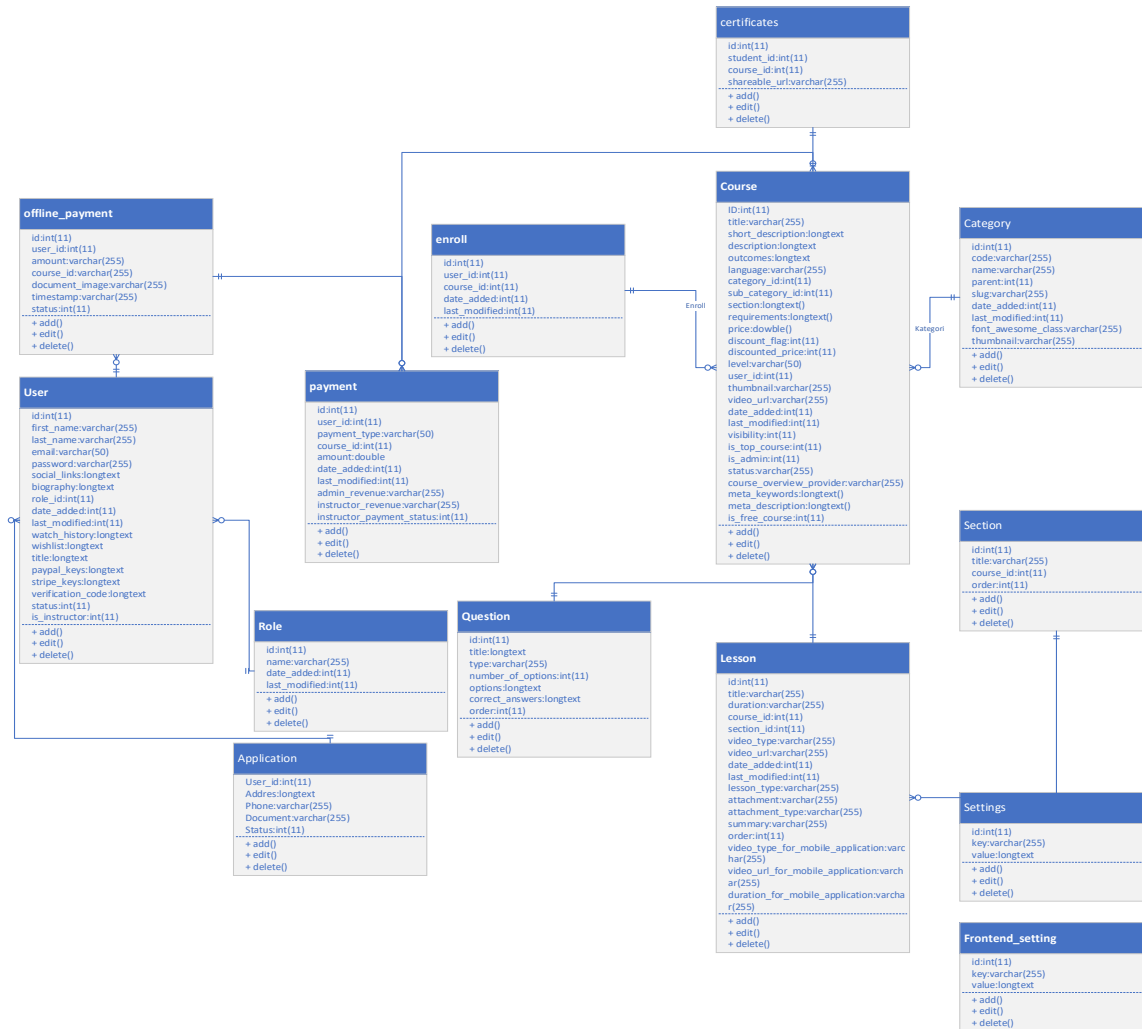 certificates
id:int(11)
student_id:int(11)
course_id:int(11)
shareable_url:varchar(255)
+ add()
+ edit()
+ delete()
offline_payment
id:int(11)
user_id:int(11)
amount:varchar(255)
course_id:varchar(255)
document_image:varchar(255)
timestamp:varchar(255)
status:int(11)
+ add()
+ edit()
+ delete()
enroll
id:int(11)
user_id:int(11)
course_id:int(11)
date_added:int(11)
last_modified:int(11)
+ add()
+ edit()
+ delete()
Enroll
Course
ID:int(11)
title:varchar(255)
short_description:longtext
description:longtext
outcomes:longtext
language:varchar(255)
category_id:int(11)
sub_category_id:int(11)
section:longtext()
requirements:longtext()
price:dowble()
discount_flag:int(11)
discounted_price:int(11)
level:varchar(50)
user_id:int(11)
thumbnail:varchar(255)
video_url:varchar(255)
date_added:int(11)
last_modified:int(11)
visibility:int(11)
is_top_course:int(11)
is_admin:int(11)
status:varchar(255)
course_overview_provider:varchar(255)
meta_keywords:longtext()
meta_description:longtext()
is_free_course:int(11)
+ add()
+ edit()
+ delete()
Kategori
Category
id:int(11)
code:varchar(255)
name:varchar(255)
parent:int(11)
slug:varchar(255)
date_added:int(11)
last_modified:int(11)
font_awesome_class:varchar(255)
thumbnail:varchar(255)
+ add()
+ edit()
+ delete()
User
id:int(11)
first_name:varchar(255)
last_name:varchar(255)
email:varchar(50)
password:varchar(255)
social_links:longtext
biography:longtext
role_id:int(11)
date_added:int(11)
last_modified:int(11)
watch_history:longtext
wishlist:longtext
title:longtext
paypal_keys:longtext
stripe_keys:longtext
verification_code:longtext
status:int(11)
is_instructor:int(11)
+ add()
+ edit()
+ delete()
payment
id:int(11)
user_id:int(11)
payment_type:varchar(50)
course_id:int(11)
amount:double
date_added:int(11)
last_modified:int(11)
admin_revenue:varchar(255)
instructor_revenue:varchar(255)
instructor_payment_status:int(11)
+ add()
+ edit()
+ delete()
Section
id:int(11)
title:varchar(255)
course_id:int(11)
order:int(11)
+ add()
+ edit()
+ delete()
Role
id:int(11)
name:varchar(255)
date_added:int(11)
last_modified:int(11)
+ add()
+ edit()
+ delete()
Question
id:int(11)
title:longtext
type:varchar(255)
number_of_options:int(11)
options:longtext
correct_answers:longtext
order:int(11)
+ add()
+ edit()
+ delete()
Lesson
id:int(11)
title:varchar(255)
duration:varchar(255)
course_id:int(11)
section_id:int(11)
video_type:varchar(255)
video_url:varchar(255)
date_added:int(11)
last_modified:int(11)
lesson_type:varchar(255)
attachment:varchar(255)
attachment_type:varchar(255)
summary:varchar(255)
order:int(11)
video_type_for_mobile_application:varc
har(255)
video_url_for_mobile_application:varch
ar(255)
duration_for_mobile_application:varcha
r(255)
+ add()
+ edit()
+ delete()
Application
User_id:int(11)
Addres:longtext
Phone:varchar(255)
Document:varchar(255)
Status:int(11)
+ add()
+ edit()
+ delete()
Settings
id:int(11)
key:varchar(255)
value:longtext
+ add()
+ edit()
+ delete()
Frontend_setting
id:int(11)
key:varchar(255)
value:longtext
+ add()
+ edit()
+ delete()